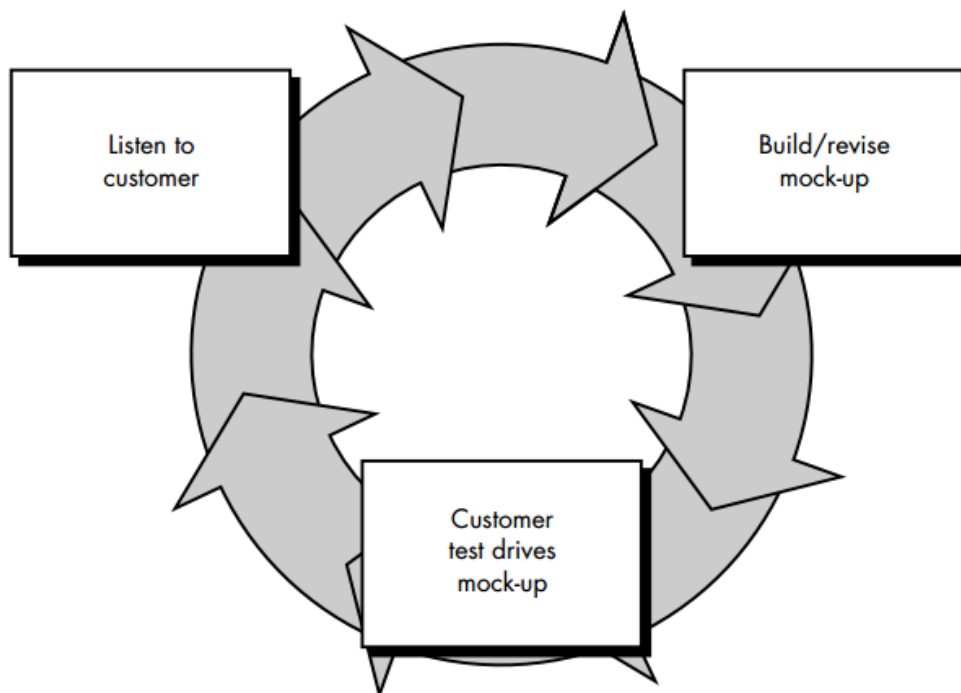 Listen to
customer
Build/revise
mock-up
Customer
test drives
mock-up